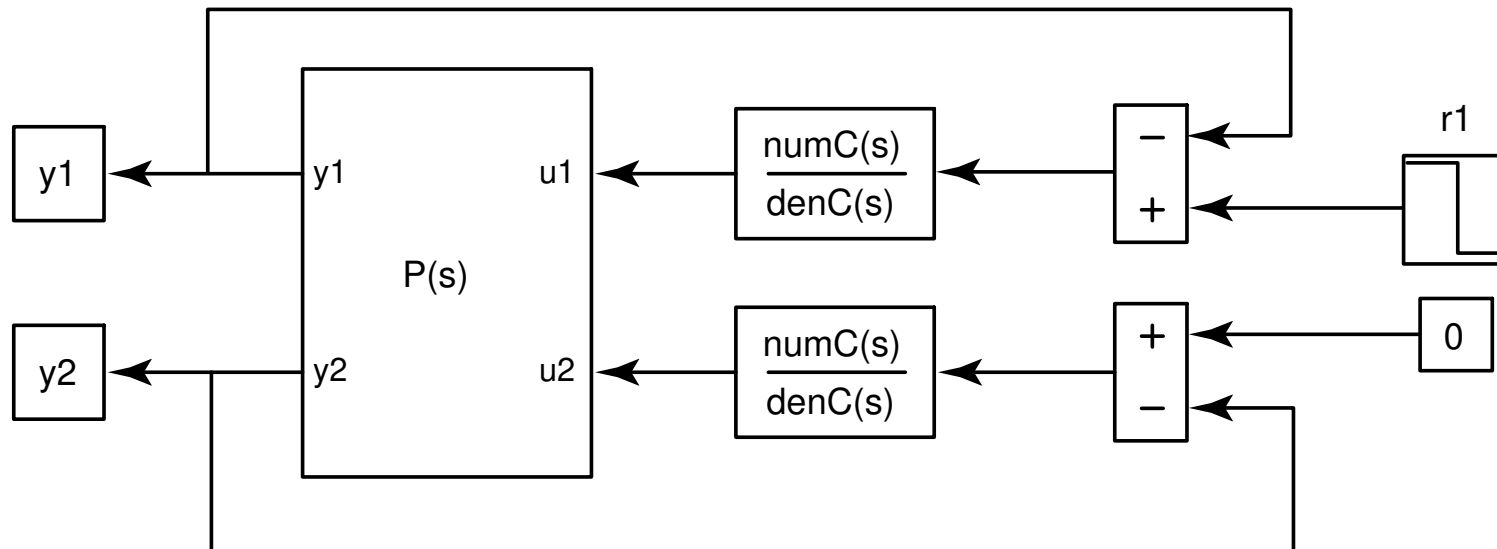 r1
y1
y1
u1
numC(s)
denC(s)
−
+
P(s)
y2
y2
u2
numC(s)
denC(s)
+
−
0